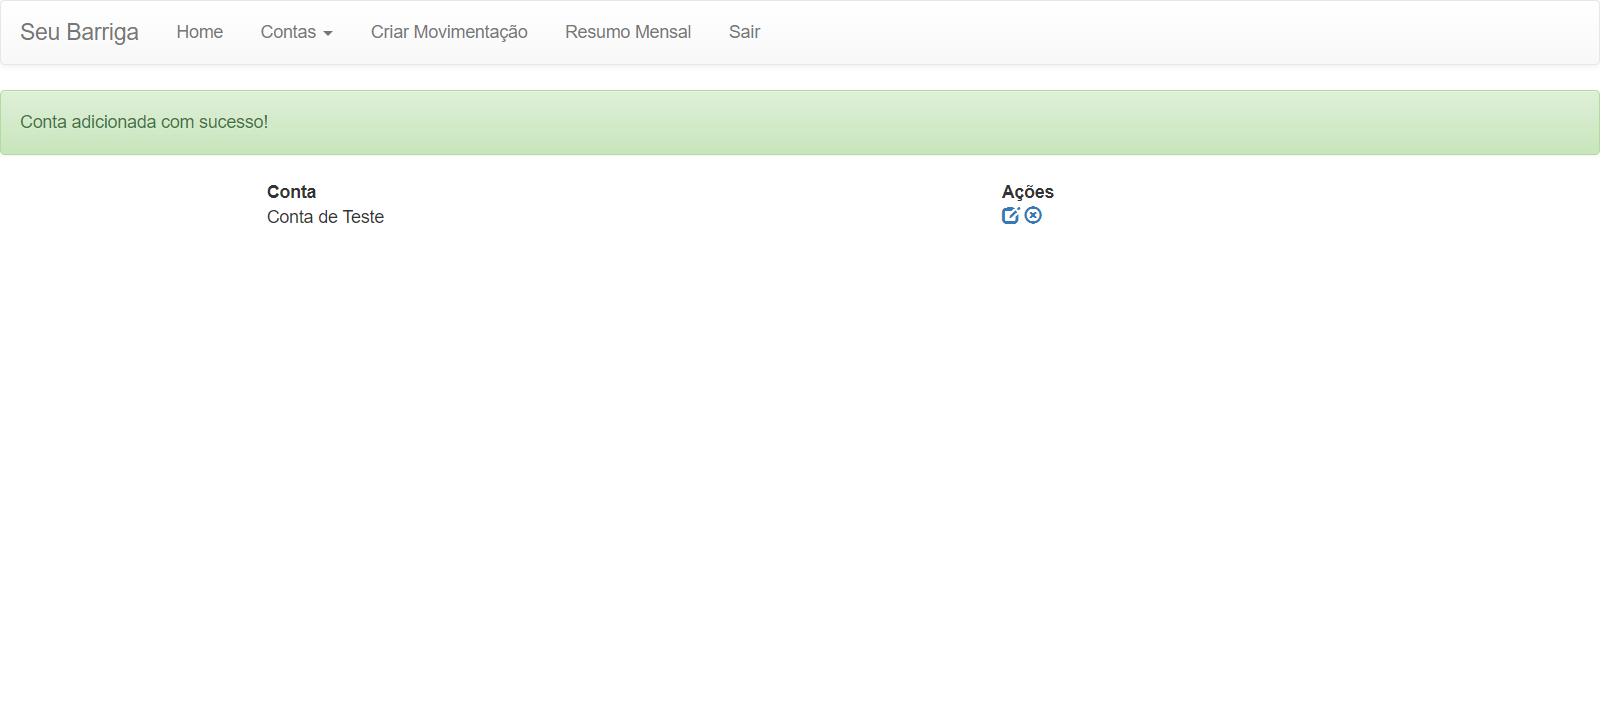 Seu Barriga Home Contas Criar Movimentação Resumo Mensal Sair
Conta adicionada com sucesso!
Conta Ações
Conta de Teste